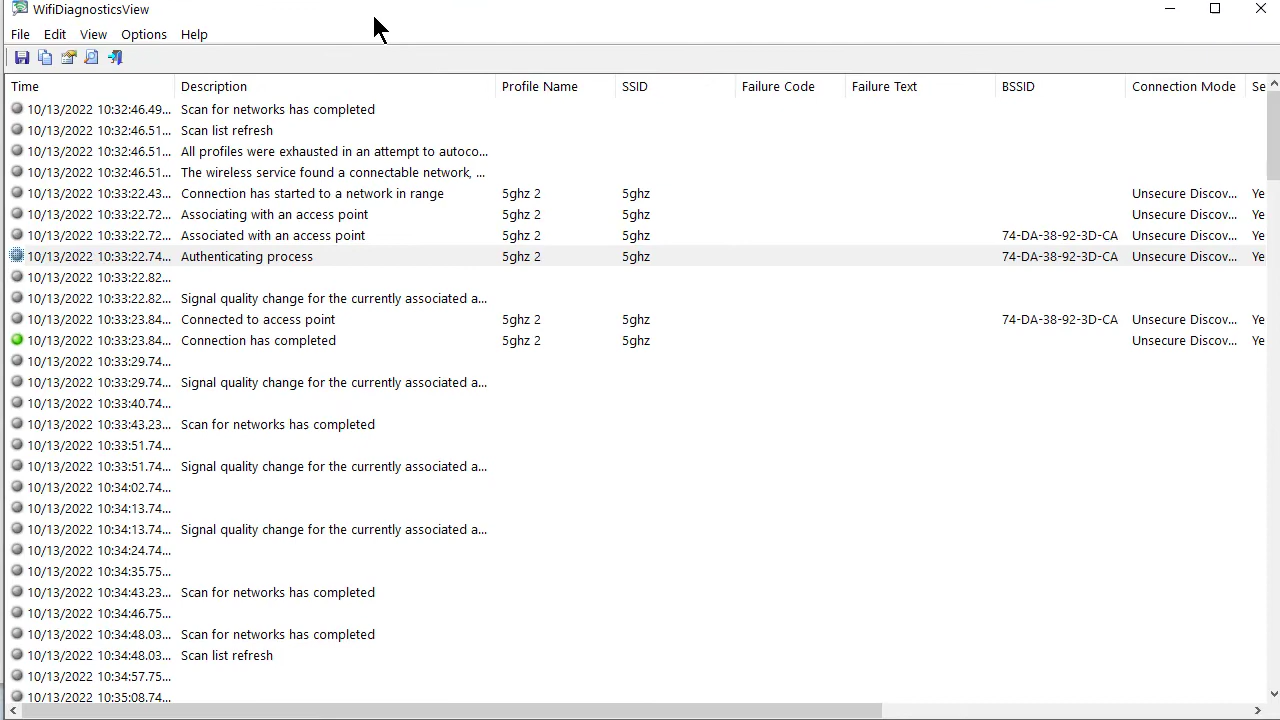 WifiDiagnosticsView
File Edit View Options Help
Time Description Profile Name SSID Failure Code Failure Text BSSID Connection Mode Se
10/13/2022 10:32:46.49... Scan for networks has completed
10/13/2022 10:32:46.51... Scan list refresh
10/13/2022 10:32:46.51... All profiles were exhausted in an attempt to autoco...
10/13/2022 10:32:46.51... The wireless service found a connectable network, ...
10/13/2022 10:33:22.43... Connection has started to a network in range 5ghz 2 5ghz Unsecure Discov... Ye
10/13/2022 10:33:22.72... Associating with an access point 5ghz 2 5ghz Unsecure Discov... Ye
10/13/2022 10:33:22.72... Associated with an access point 5ghz 2 5ghz 74-DA-38-92-3D-CA Unsecure Discov... Ye
10/13/2022 10:33:22.74... Authenticating process 5ghz 2 5ghz 74-DA-38-92-3D-CA Unsecure Discov... Ye
10/13/2022 10:33:22.82...
10/13/2022 10:33:22.82... Signal quality change for the currently associated a...
10/13/2022 10:33:23.84... Connected to access point 5ghz 2 5ghz 74-DA-38-92-3D-CA Unsecure Discov... Ye
10/13/2022 10:33:23.84... Connection has completed 5ghz 2 5ghz Unsecure Discov... Ye
10/13/2022 10:33:29.74...
10/13/2022 10:33:29.74... Signal quality change for the currently associated a...
10/13/2022 10:33:40.74...
10/13/2022 10:33:43.23... Scan for networks has completed
10/13/2022 10:33:51.74...
10/13/2022 10:33:51.74... Signal quality change for the currently associated a...
10/13/2022 10:34:02.74...
10/13/2022 10:34:13.74...
10/13/2022 10:34:13.74... Signal quality change for the currently associated a...
10/13/2022 10:34:24.74...
10/13/2022 10:34:35.75...
10/13/2022 10:34:43.23... Scan for networks has completed
10/13/2022 10:34:46.75...
10/13/2022 10:34:48.03... Scan for networks has completed
10/13/2022 10:34:48.03... Scan list refresh
10/13/2022 10:34:57.75...
10/13/2022 10:35:08.74...